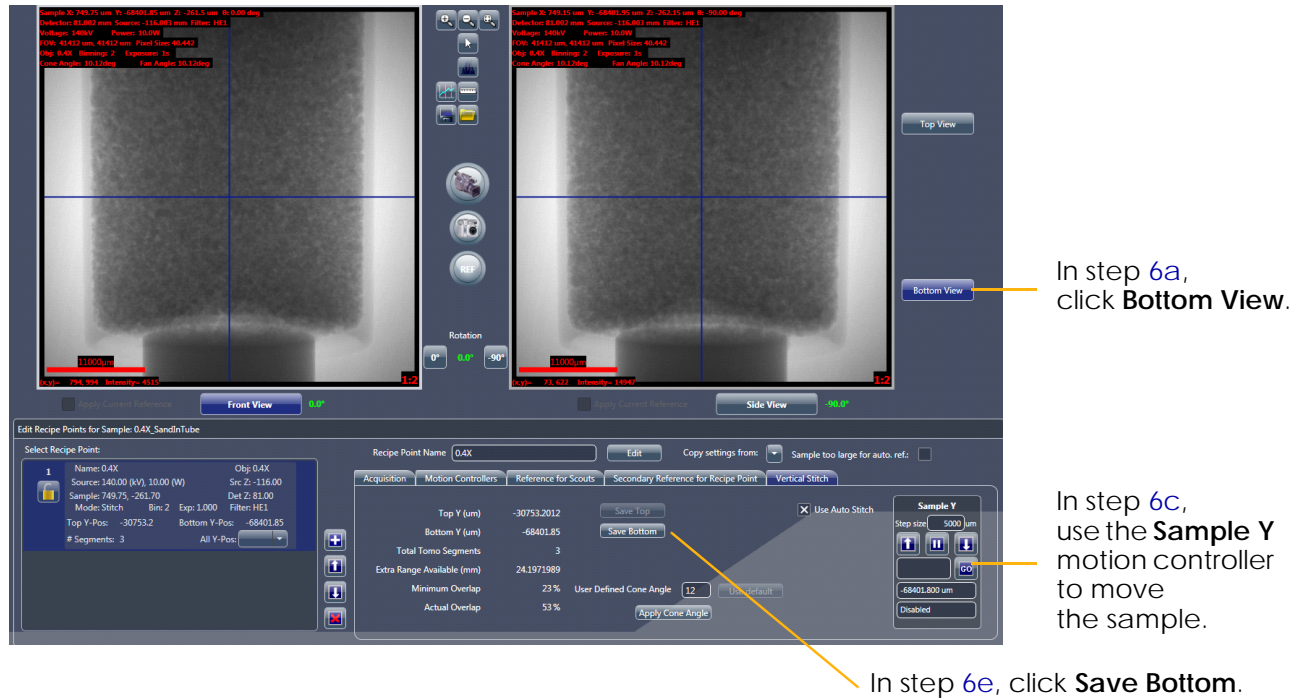 Sample X: 749.75 um Y: -68401.85 um Z: -261.5 um θ: 0.00 deg
Detector: 81.002 mm Source: -116.003 mm Filter: HE1
Voltage: 140kV Power: 10.0W
FOV: 41412 um, 41412 um Pixel Size: 40.442
Obj: 0.4X Binning: 2 Exposure: 1s
Cone Angle: 10.12deg Fan Angle: 10.12deg
11000µm
(x,y)= 794, 994 Intensity= 4515
1:2
Sample X: 749.15 um Y: -68401.95 um Z: -262.15 um θ: -90.00 deg
Detector: 81.002 mm Source: -116.003 mm Filter: HE1
Voltage: 140kV Power: 10.0W
FOV: 41412 um, 41412 um Pixel Size: 40.442
Obj: 0.4X Binning: 2 Exposure: 1s
Cone Angle: 10.12deg Fan Angle: 10.12deg
11000µm
(x,y)= 73, 622 Intensity= 14947
1:2
REF
Rotation
0° 0.0° -90°
Top View
Bottom View
Apply Current Reference Front View 0.0°
Apply Current Reference Side View -90.0°
Edit Recipe Points for Sample: 0.4X_SandInTube
Select Recipe Point:
1
Name: 0.4X Obj: 0.4X
Source: 140.00 (kV), 10.00 (W) Src Z: -116.00
Sample: 749.75, -261.70 Det Z: 81.00
Mode: Stitch Bin: 2 Exp: 1.000 Filter: HE1
Top Y-Pos: -30753.2 Bottom Y-Pos: -68401.85
# Segments: 3 All Y-Pos:
Recipe Point Name 0.4X Edit Copy settings from: Sample too large for auto. ref.:
Acquisition Motion Controllers Reference for Scouts Secondary Reference for Recipe Point Vertical Stitch
Top Y (um) -30753.2012 Save Top
Bottom Y (um) -68401.85 Save Bottom
Total Tomo Segments 3
Extra Range Available (mm) 24.1971989
Minimum Overlap 23 % User Defined Cone Angle 12 Use default
Actual Overlap 53 % Apply Cone Angle
Use Auto Stitch
Sample Y
Step size 5000 um
GO
-68401.800 um
Disabled
In step 6a,
click Bottom View.
In step 6c,
use the Sample Y
motion controller
to move
the sample.
In step 6e, click Save Bottom.